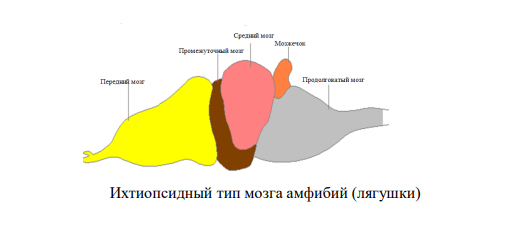 Средний мозг
Мозжечок
Промежуточный мозг
Передний мозг
Продолговатый мозг
Ихтиопсидный тип мозга амфибий (лягушки)